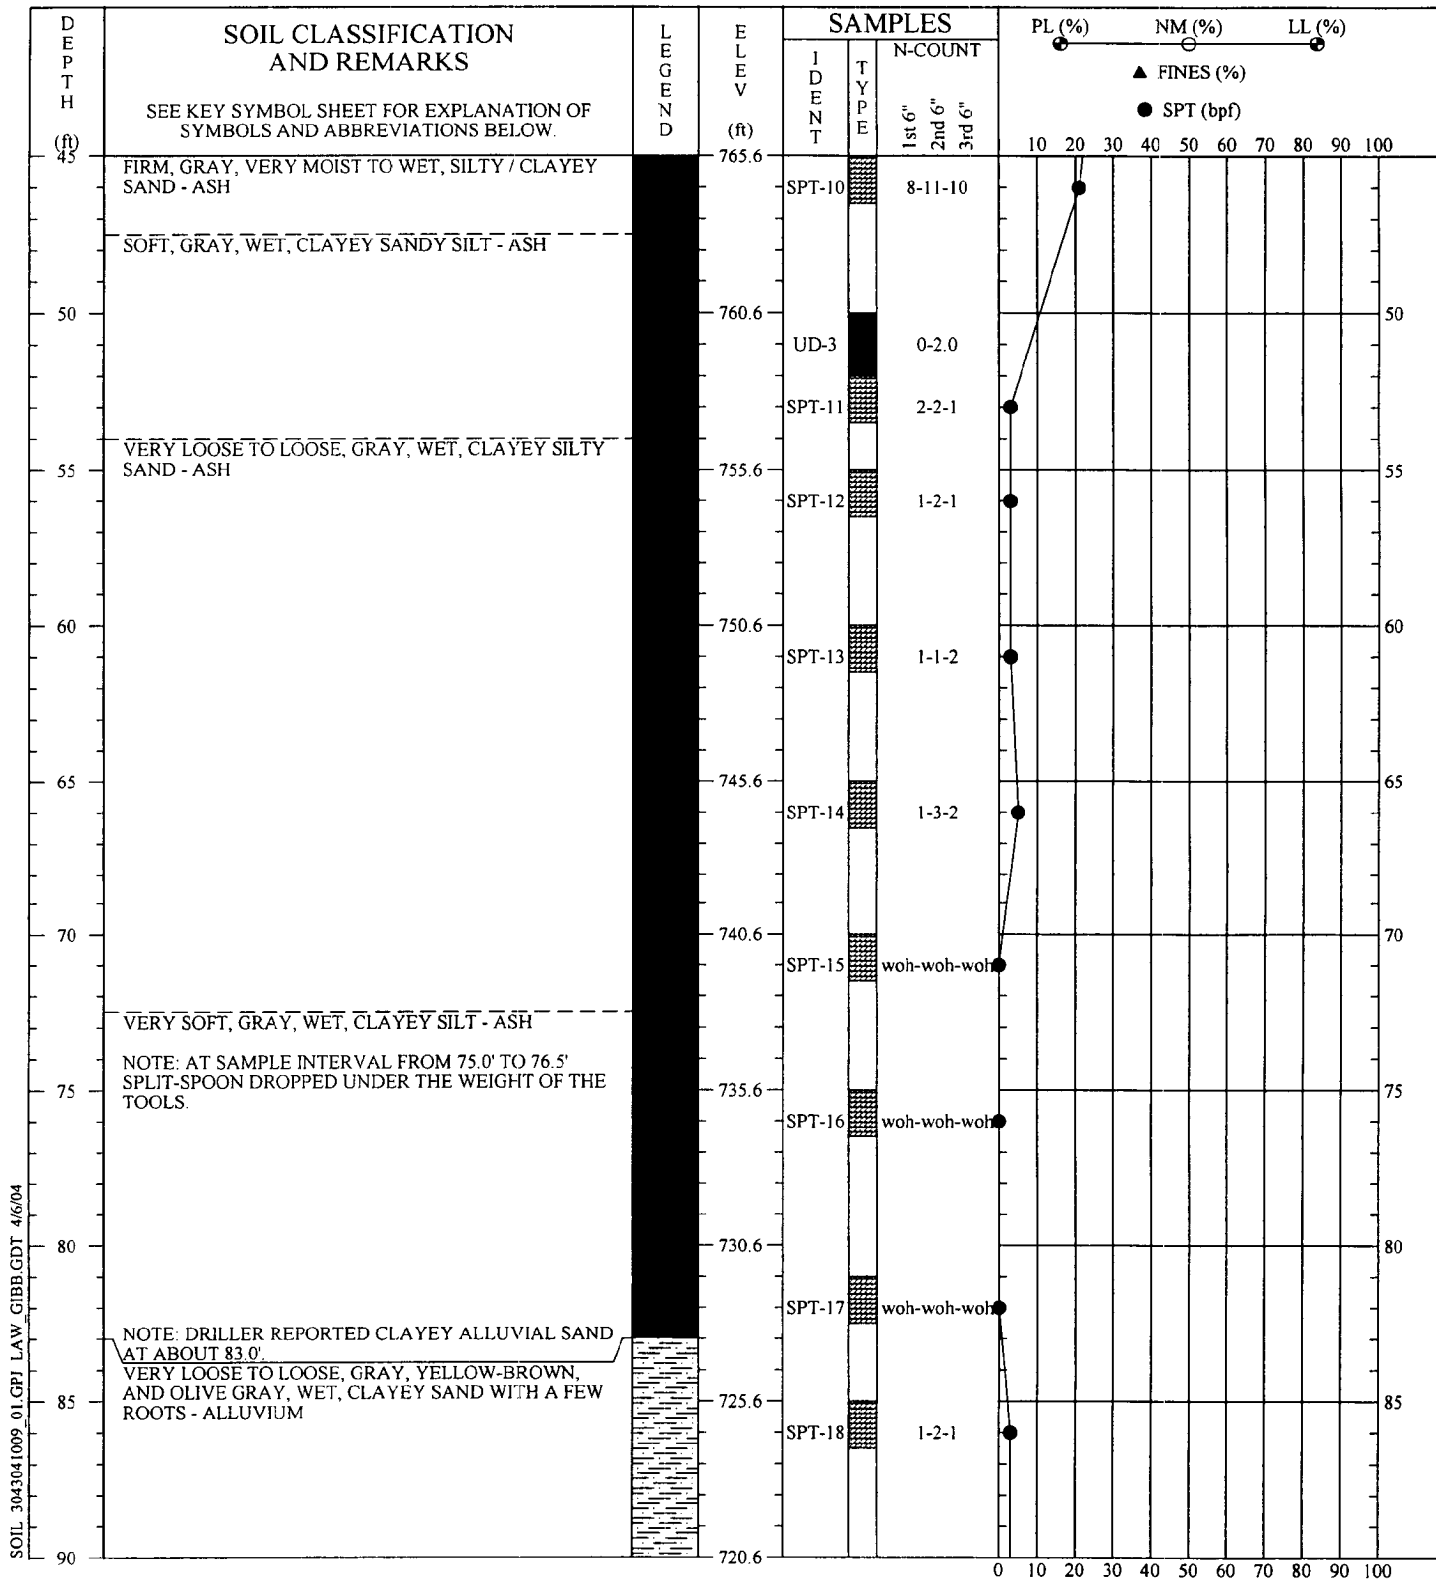 DEPTH (ft)
SOIL CLASSIFICATION
AND REMARKS
SEE KEY SYMBOL SHEET FOR EXPLANATION OF
SYMBOLS AND ABBREVIATIONS BELOW.
LEGEND
ELEV (ft)
SAMPLES
IDENT
TYPE
N-COUNT
1st 6"
2nd 6"
3rd 6"
PL (%) NM (%) LL (%)
▲ FINES (%)
● SPT (bpf)
10 20 30 40 50 60 70 80 90 100
45 765.6
FIRM, GRAY, VERY MOIST TO WET, SILTY / CLAYEY
SAND - ASH
SPT-10 8-11-10
SOFT, GRAY, WET, CLAYEY SANDY SILT - ASH
50 760.6 50
UD-3 0-2.0
SPT-11 2-2-1
VERY LOOSE TO LOOSE, GRAY, WET, CLAYEY SILTY
SAND - ASH
55 755.6 55
SPT-12 1-2-1
60 750.6 60
SPT-13 1-1-2
65 745.6 65
SPT-14 1-3-2
70 740.6 70
SPT-15 woh-woh-woh
VERY SOFT, GRAY, WET, CLAYEY SILT - ASH
NOTE: AT SAMPLE INTERVAL FROM 75.0' TO 76.5'
SPLIT-SPOON DROPPED UNDER THE WEIGHT OF THE
TOOLS.
75 735.6 75
SPT-16 woh-woh-woh
80 730.6 80
SPT-17 woh-woh-woh
NOTE: DRILLER REPORTED CLAYEY ALLUVIAL SAND
AT ABOUT 83.0'.
VERY LOOSE TO LOOSE, GRAY, YELLOW-BROWN,
AND OLIVE GRAY, WET, CLAYEY SAND WITH A FEW
ROOTS - ALLUVIUM
85 725.6 85
SPT-18 1-2-1
90 720.6
0 10 20 30 40 50 60 70 80 90 100
SOIL 3043041009_01.GPJ LAW_GIBB.GDT 4/6/04